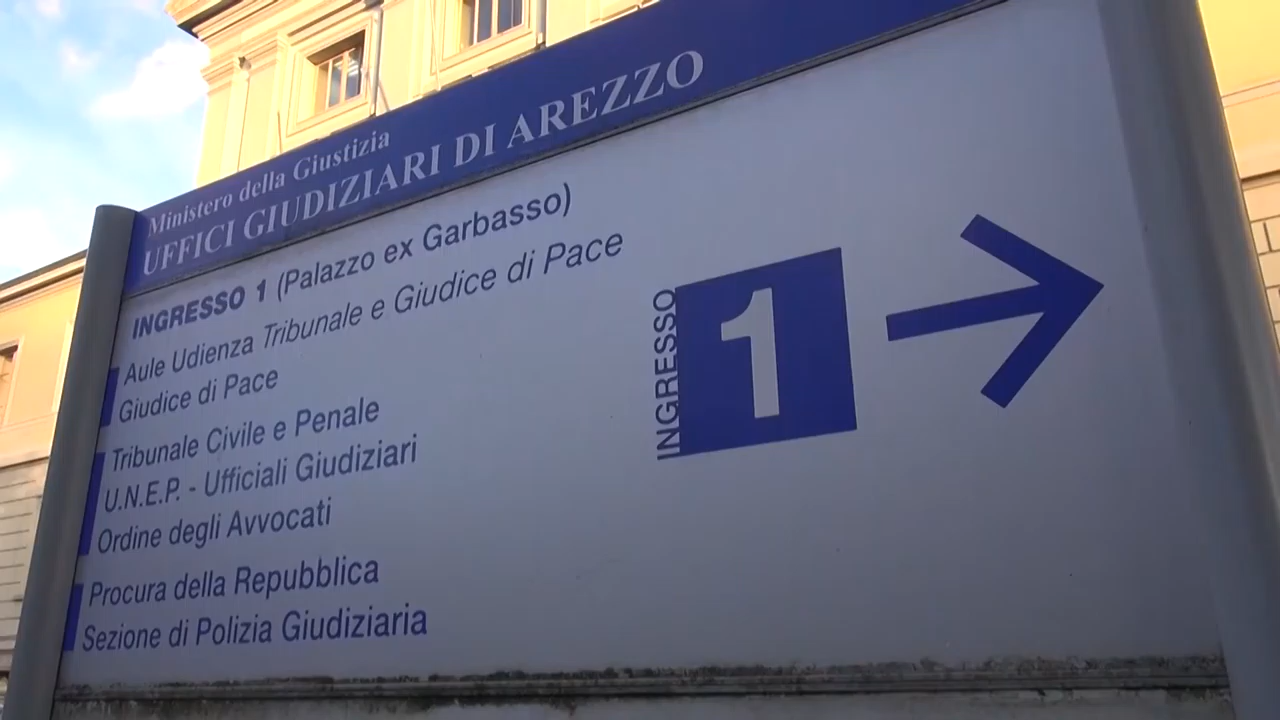 Ministero della Giustizia
UFFICI GIUDIZIARI DI AREZZO
INGRESSO 1 (Palazzo ex Garbasso)
Aule Udienza Tribunale e Giudice di Pace
Giudice di Pace
Tribunale Civile e Penale
U.N.E.P. - Ufficiali Giudiziari
Ordine degli Avvocati
Procura della Repubblica
Sezione di Polizia Giudiziaria
INGRESSO
1